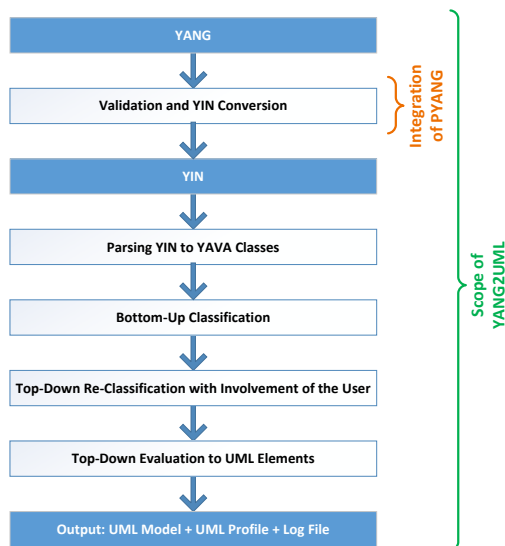 YANG
Validation and YIN Conversion
Integration
of PYANG
YIN
Parsing YIN to YAVA Classes
Bottom-Up Classification
Top-Down Re-Classification with Involvement of the User
Top-Down Evaluation to UML Elements
Output: UML Model + UML Profile + Log File
Scope of
YANG2UML